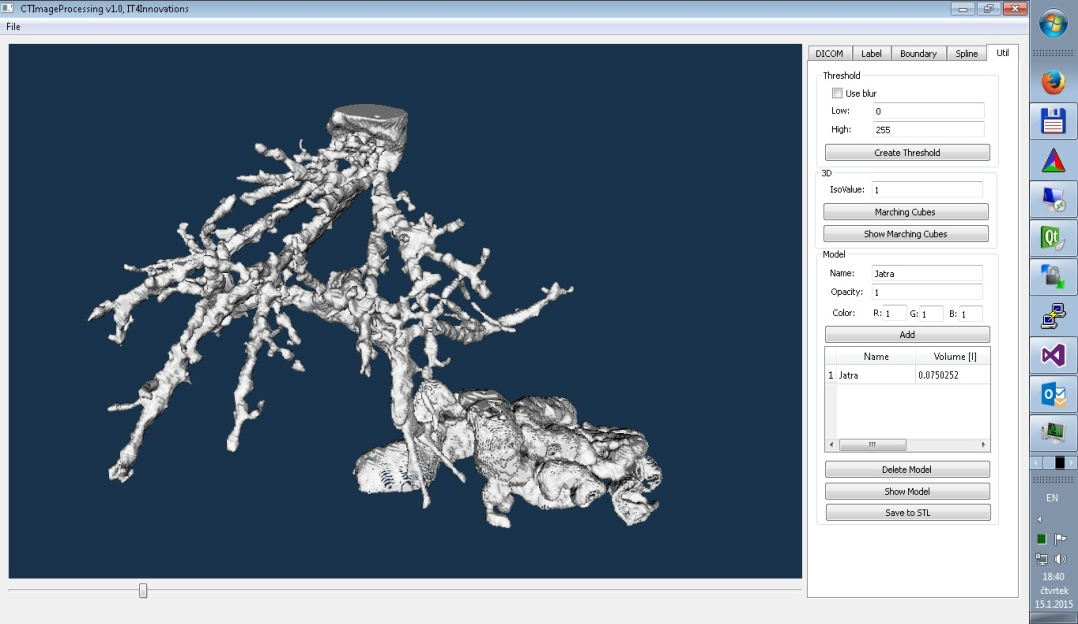 CTImageProcessing v1.0, IT4Innovations
File
DICOM Label Boundary Spline Util
Threshold
Use blur
Low: 0
High: 255
Create Threshold
3D
IsoValue: 1
Marching Cubes
Show Marching Cubes
Model
Name: Jatra
Opacity: 1
Color: R: 1 G: 1 B: 1
Add
Name Volume [l]
1 Jatra 0.0750252
Delete Model
Show Model
Save to STL
Qt
EN
18:40
čtvrtek
15.1.2015